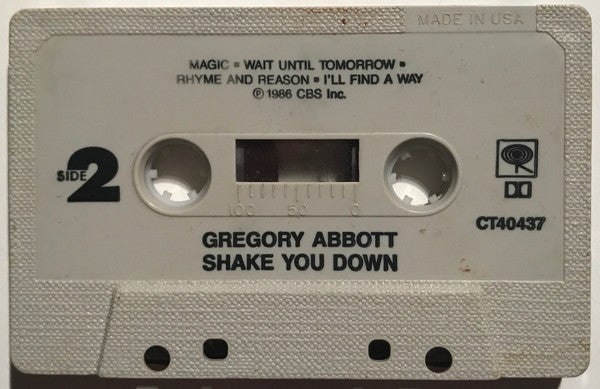 MADE IN USA
MAGIC • WAIT UNTIL TOMORROW •
RHYME AND REASON • I'LL FIND A WAY
℗ 1986 CBS Inc.
SIDE 2
100 50 0
CT40437
GREGORY ABBOTT
SHAKE YOU DOWN